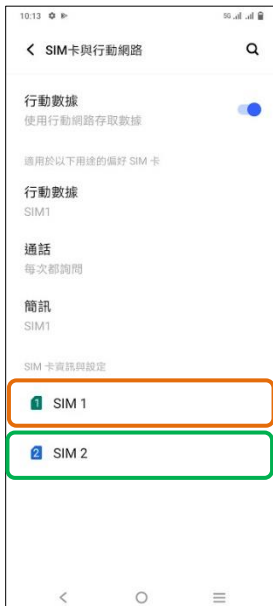 10:13
5G
SIM卡與行動網路
行動數據
使用行動網路存取數據
適用於以下用途的偏好 SIM 卡
行動數據
SIM1
通話
每次都詢問
簡訊
SIM1
SIM 卡資訊與設定
1 SIM 1
2 SIM 2